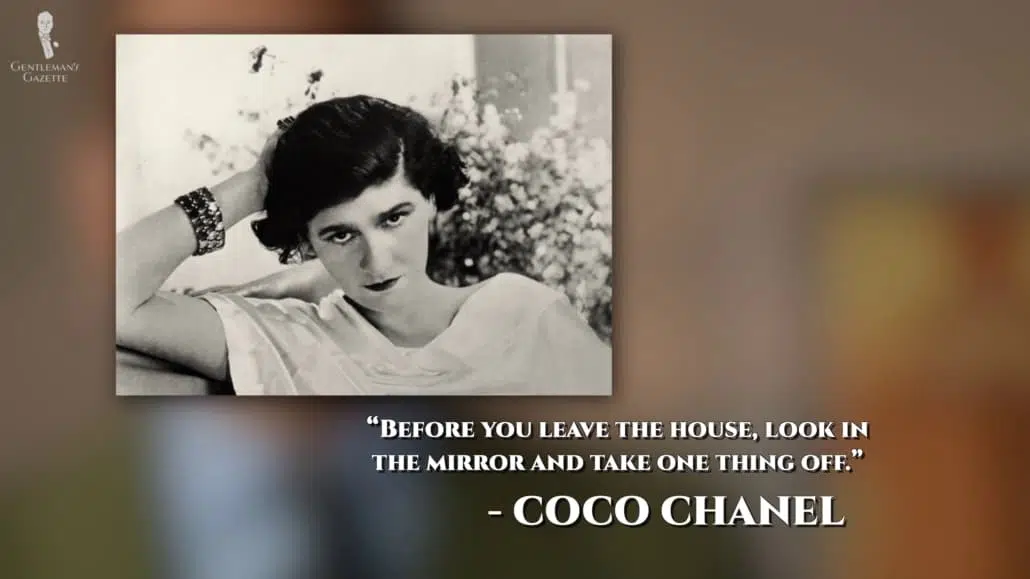 Gentleman's
Gazette
“Before you leave the house, look in
the mirror and take one thing off.”
- COCO CHANEL